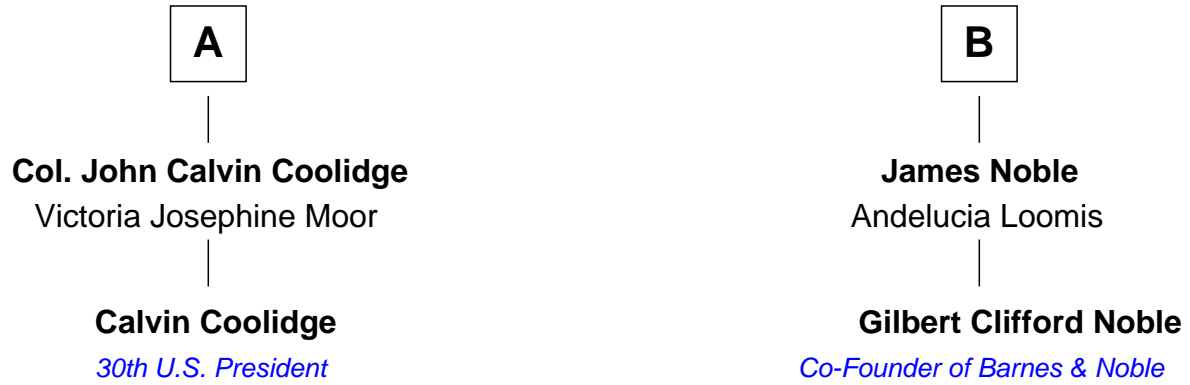 A
B
Col. John Calvin Coolidge
James Noble
Victoria Josephine Moor
Andelucia Loomis
Calvin Coolidge
Gilbert Clifford Noble
30th U.S. President
Co-Founder of Barnes & Noble